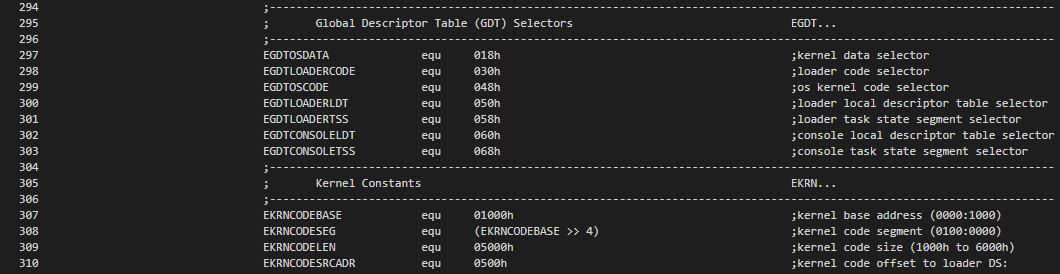 294 ;-----------------------------------------------------------------------------------------------------------------------
295 ; Global Descriptor Table (GDT) Selectors EGDT...
296 ;-----------------------------------------------------------------------------------------------------------------------
297 EGDTOSDATA equ 018h ;kernel data selector
298 EGDTLOADERCODE equ 030h ;loader code selector
299 EGDTOSCODE equ 048h ;os kernel code selector
300 EGDTLOADERLDT equ 050h ;loader local descriptor table selector
301 EGDTLOADERTSS equ 058h ;loader task state segment selector
302 EGDTCONSOLELDT equ 060h ;console local descriptor table selector
303 EGDTCONSOLETSS equ 068h ;console task state segment selector
304 ;-----------------------------------------------------------------------------------------------------------------------
305 ; Kernel Constants EKRN...
306 ;-----------------------------------------------------------------------------------------------------------------------
307 EKRNCODEBASE equ 01000h ;kernel base address (0000:1000)
308 EKRNCODESEG equ (EKRNCODEBASE >> 4) ;kernel code segment (0100:0000)
309 EKRNCODELEN equ 05000h ;kernel code size (1000h to 6000h)
310 EKRNCODESRCADR equ 0500h ;kernel code offset to loader DS: